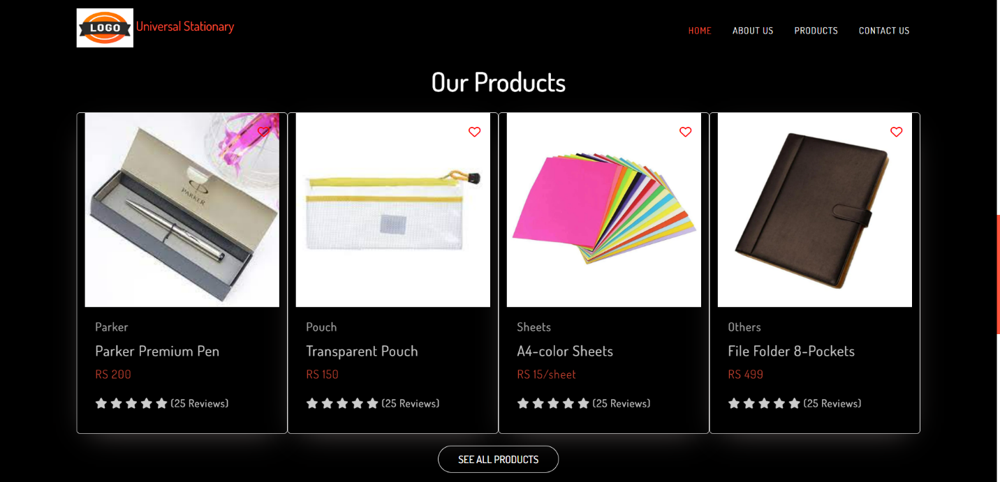 LOGO Universal Stationary
HOME ABOUT US PRODUCTS CONTACT US
Our Products
PARKER
Parker
Parker Premium Pen
RS 200
(25 Reviews)
Pouch
Transparent Pouch
RS 150
(25 Reviews)
Sheets
A4-color Sheets
RS 15/sheet
(25 Reviews)
Others
File Folder 8-Pockets
RS 499
(25 Reviews)
SEE ALL PRODUCTS